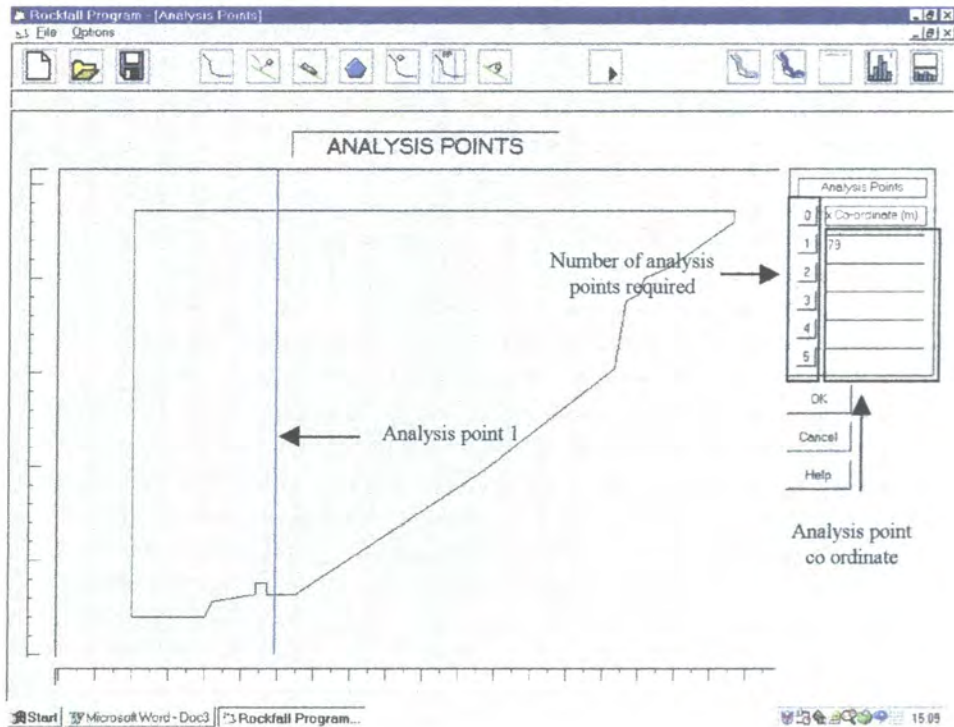 Rockfall Program - [Analysis Points]
File Options
ANALYSIS POINTS
Analysis Points
x Co-ordinate (m)
0
1
79
2
3
4
5
Number of analysis
points required
Analysis point 1
OK
Cancel
Help
Analysis point
co ordinate
Start
Microsoft Word - Doc3
Rockfall Program...
15:09